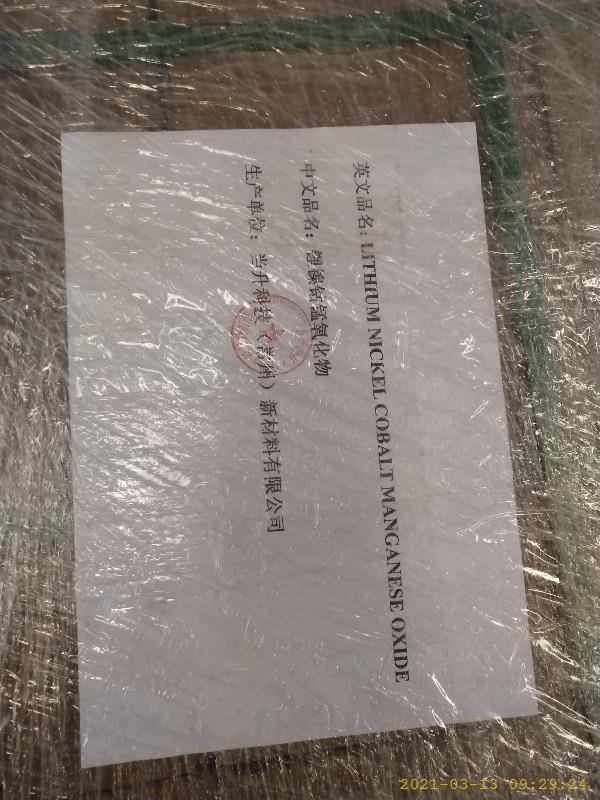 英文品名: LITHIUM NICKEL COBALT MANGANESE OXIDE
中文品名: 锂镍钴锰氧化物
生产单位: 当升科技（常州）新材料有限公司
2021-03-13 09:29:24